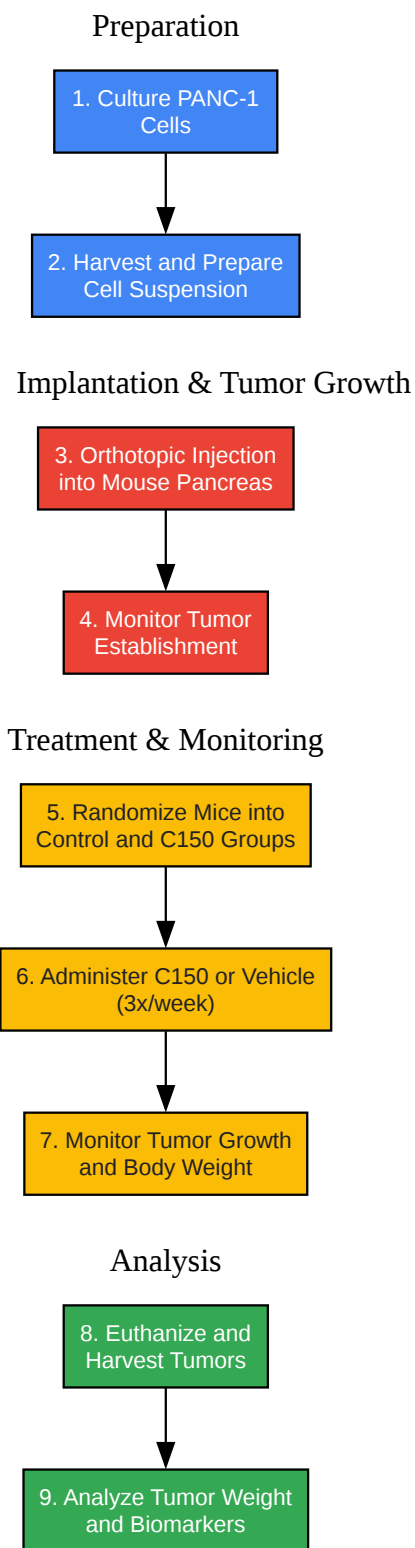 Preparation
1. Culture PANC-1
Cells
2. Harvest and Prepare
Cell Suspension
Implantation & Tumor Growth
3. Orthotopic Injection
into Mouse Pancreas
4. Monitor Tumor
Establishment
Treatment & Monitoring
5. Randomize Mice into
Control and C150 Groups
6. Administer C150 or Vehicle
(3x/week)
7. Monitor Tumor Growth
and Body Weight
Analysis
8. Euthanize and
Harvest Tumors
9. Analyze Tumor Weight
and Biomarkers